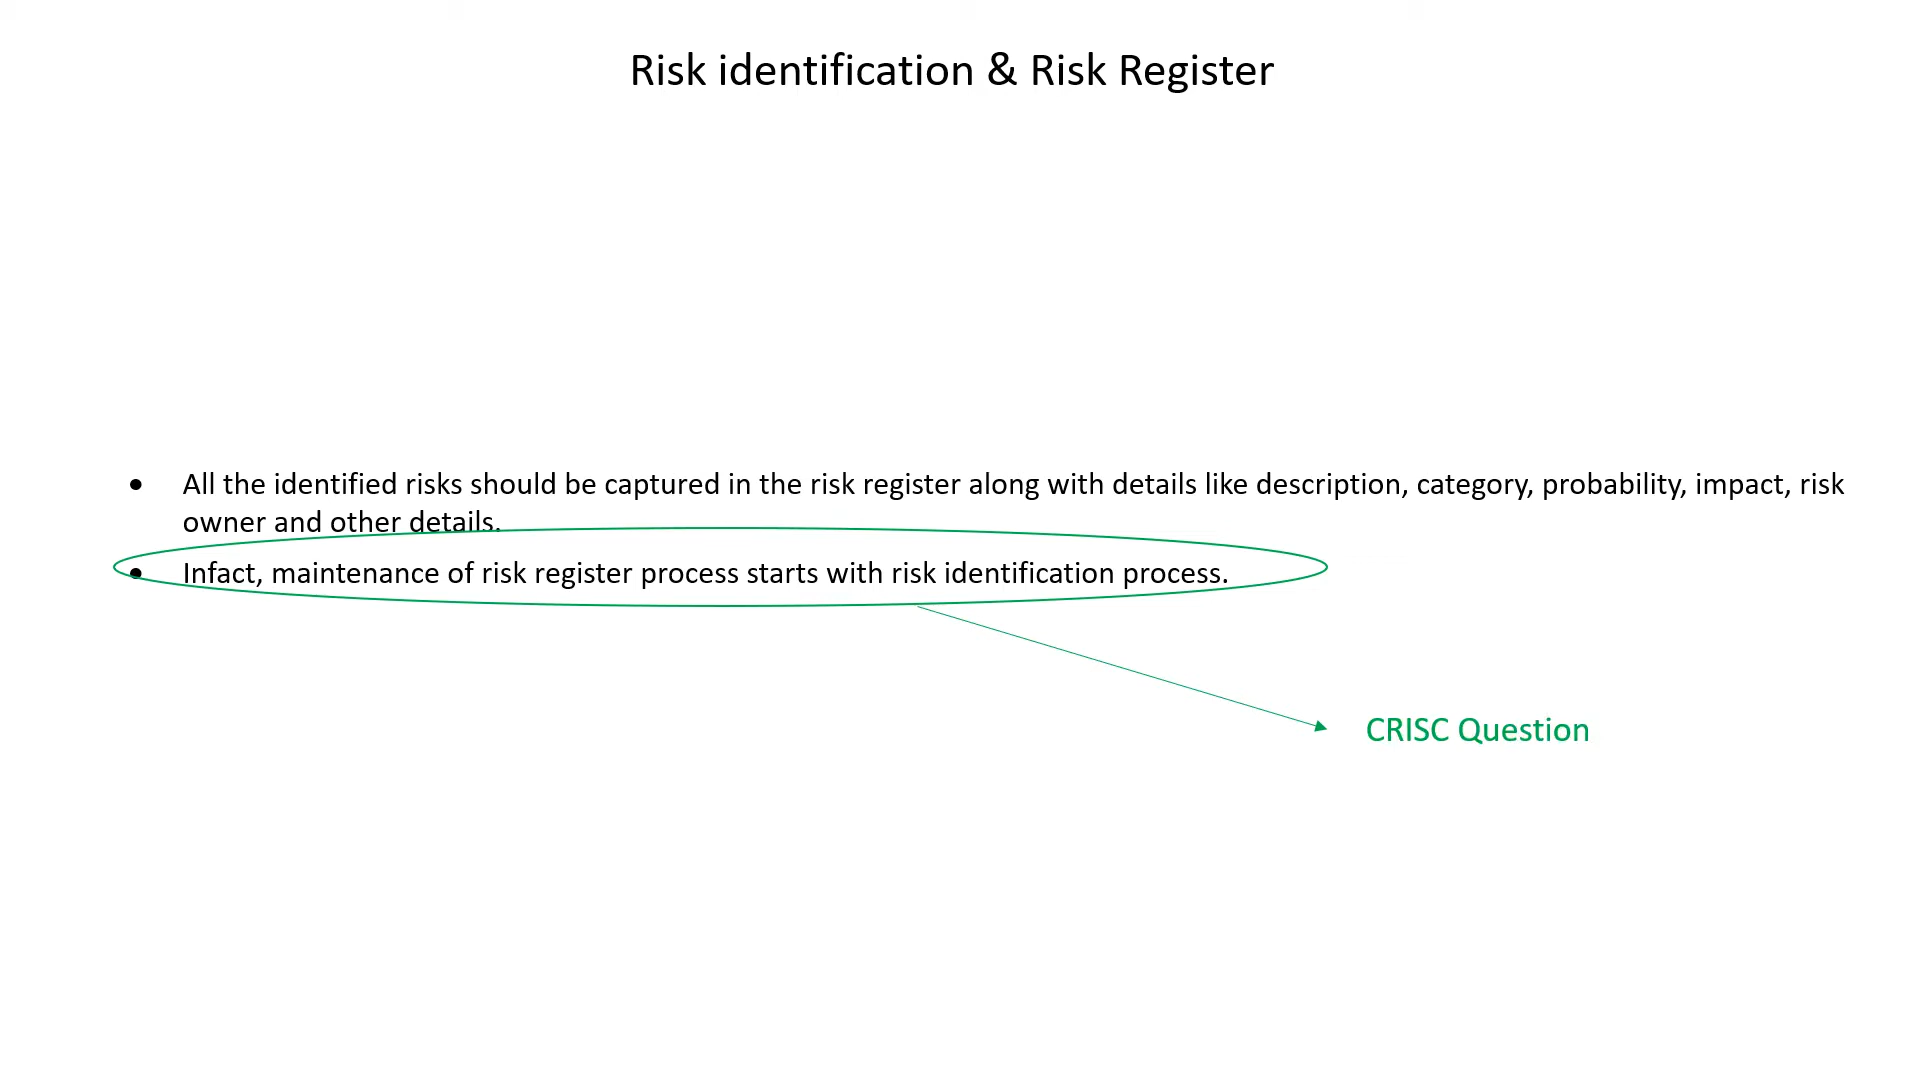 Risk identification & Risk Register
• All the identified risks should be captured in the risk register along with details like description, category, probability, impact, risk
owner and other details.
• Infact, maintenance of risk register process starts with risk identification process.
CRISC Question